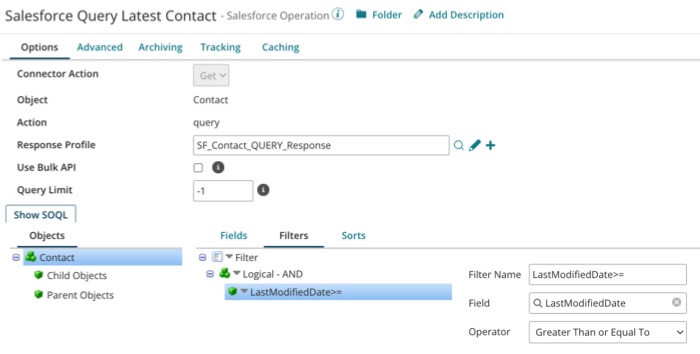 Salesforce Query Latest Contact - Salesforce Operation Folder Add Description
Options Advanced Archiving Tracking Caching
Connector Action Get
Object Contact
Action query
Response Profile SF_Contact_QUERY_Response
Use Bulk API
Query Limit -1
Show SOQL
Objects Fields Filters Sorts
Contact Filter
Child Objects Logical - AND Filter Name LastModifiedDate>=
Parent Objects LastModifiedDate>= Field LastModifiedDate
Operator Greater Than or Equal To